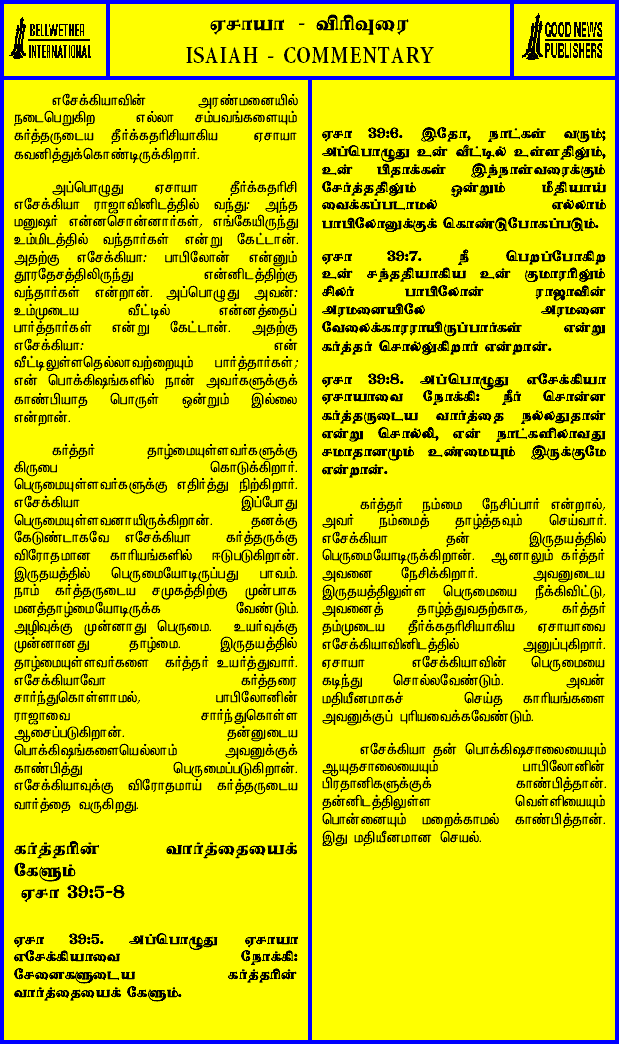 BELLWETHER
INTERNATIONAL
ஏசாயா - விரிவுரை
ISAIAH - COMMENTARY
GOOD NEWS
PUBLISHERS
எசேக்கியாவின் அரண்மனையில்
நடைபெறுகிற எல்லா சம்பவங்களையும்
கர்த்தருடைய தீர்க்கதரிசியாகிய ஏசாயா
கவனித்துக்கொண்டிருக்கிறார்.
அப்பொழுது ஏசாயா தீர்க்கதரிசி
எசேக்கியா ராஜாவினிடத்தில் வந்து: அந்த
மனுஷர் என்னசொன்னார்கள், எங்கேயிருந்து
உம்மிடத்தில் வந்தார்கள் என்று கேட்டான்.
அதற்கு எசேக்கியா: பாபிலோன் என்னும்
தூரதேசத்திலிருந்து என்னிடத்திற்கு
வந்தார்கள் என்றான். அப்பொழுது அவன்:
உம்முடைய வீட்டில் என்னத்தைப்
பார்த்தார்கள் என்று கேட்டான். அதற்கு
எசேக்கியா: என்
வீட்டிலுள்ளதெல்லாவற்றையும் பார்த்தார்கள்;
என் பொக்கிஷங்களில் நான் அவர்களுக்குக்
காண்பியாத பொருள் ஒன்றும் இல்லை
என்றான்.
கர்த்தர் தாழ்மையுள்ளவர்களுக்கு
கிருபை கொடுக்கிறார்.
பெருமையுள்ளவர்களுக்கு எதிர்த்து நிற்கிறார்.
எசேக்கியா இப்போது
பெருமையுள்ளவனாயிருக்கிறான். தனக்கு
கேடுண்டாகவே எசேக்கியா கர்த்தருக்கு
விரோதமான காரியங்களில் ஈடுபடுகிறான்.
இருதயத்தில் பெருமையோடிருப்பது பாவம்.
நாம் கர்த்தருடைய சமுகத்திற்கு முன்பாக
மனத்தாழ்மையோடிருக்க வேண்டும்.
அழிவுக்கு முன்னாது பெருமை. உயர்வுக்கு
முன்னானது தாழ்மை. இருதயத்தில்
தாழ்மையுள்ளவர்களை கர்த்தர் உயர்த்துவார்.
எசேக்கியாவோ கர்த்தரை
சார்ந்துகொள்ளாமல், பாபிலோனின்
ராஜாவை சார்ந்துகொள்ள
ஆசைப்படுகிறான். தன்னுடைய
பொக்கிஷங்களையெல்லாம் அவனுக்குக்
காண்பித்து பெருமைப்படுகிறான்.
எசேக்கியாவுக்கு விரோதமாய் கர்த்தருடைய
வார்த்தை வருகிறது.
கர்த்தரின் வார்த்தையைக்
கேளும்
ஏசா 39:5-8
ஏசா 39:5. அப்பொழுது ஏசாயா
எசேக்கியாவை நோக்கி:
சேனைகளுடைய கர்த்தரின்
வார்த்தையைக் கேளும்.
ஏசா 39:6. இதோ, நாட்கள் வரும்;
அப்பொழுது உன் வீட்டில் உள்ளதிலும்,
உன் பிதாக்கள் இந்நாள்வரைக்கும்
சேர்த்ததிலும் ஒன்றும் மீதியாய்
வைக்கப்படாமல் எல்லாம்
பாபிலோனுக்குக் கொண்டுபோகப்படும்.
ஏசா 39:7. நீ பெறப்போகிற
உன் சந்ததியாகிய உன் குமாரரிலும்
சிலர் பாபிலோன் ராஜாவின்
அரமனையிலே அரமனை
வேலைக்காரராயிருப்பார்கள் என்று
கர்த்தர் சொல்லுகிறார் என்றான்.
ஏசா 39:8. அப்பொழுது எசேக்கியா
ஏசாயாவை நோக்கி: நீர் சொன்ன
கர்த்தருடைய வார்த்தை நல்லதுதான்
என்று சொல்லி, என் நாட்களிலாவது
சமாதானமும் உண்மையும் இருக்குமே
என்றான்.
கர்த்தர் நம்மை நேசிப்பார் என்றால்,
அவர் நம்மைத் தாழ்த்தவும் செய்வார்.
எசேக்கியா தன் இருதயத்தில்
பெருமையோடிருக்கிறான். ஆனாலும் கர்த்தர்
அவனை நேசிக்கிறார். அவனுடைய
இருதயத்திலுள்ள பெருமையை நீக்கிவிட்டு,
அவனைத் தாழ்த்துவதற்காக, கர்த்தர்
தம்முடைய தீர்க்கதரிசியாகிய ஏசாயாவை
எசேக்கியாவினிடத்தில் அனுப்புகிறார்.
ஏசாயா எசேக்கியாவின் பெருமையை
கடிந்து சொல்லவேண்டும். அவன்
மதியீனமாகச் செய்த காரியங்களை
அவனுக்குப் புரியவைக்கவேண்டும்.
எசேக்கியா தன் பொக்கிஷசாலையையும்
ஆயுதசாலையையும் பாபிலோனின்
பிரதானிகளுக்குக் காண்பித்தான்.
தன்னிடத்திலுள்ள வெள்ளியையும்
பொன்னையும் மறைக்காமல் காண்பித்தான்.
இது மதியீனமான செயல்.